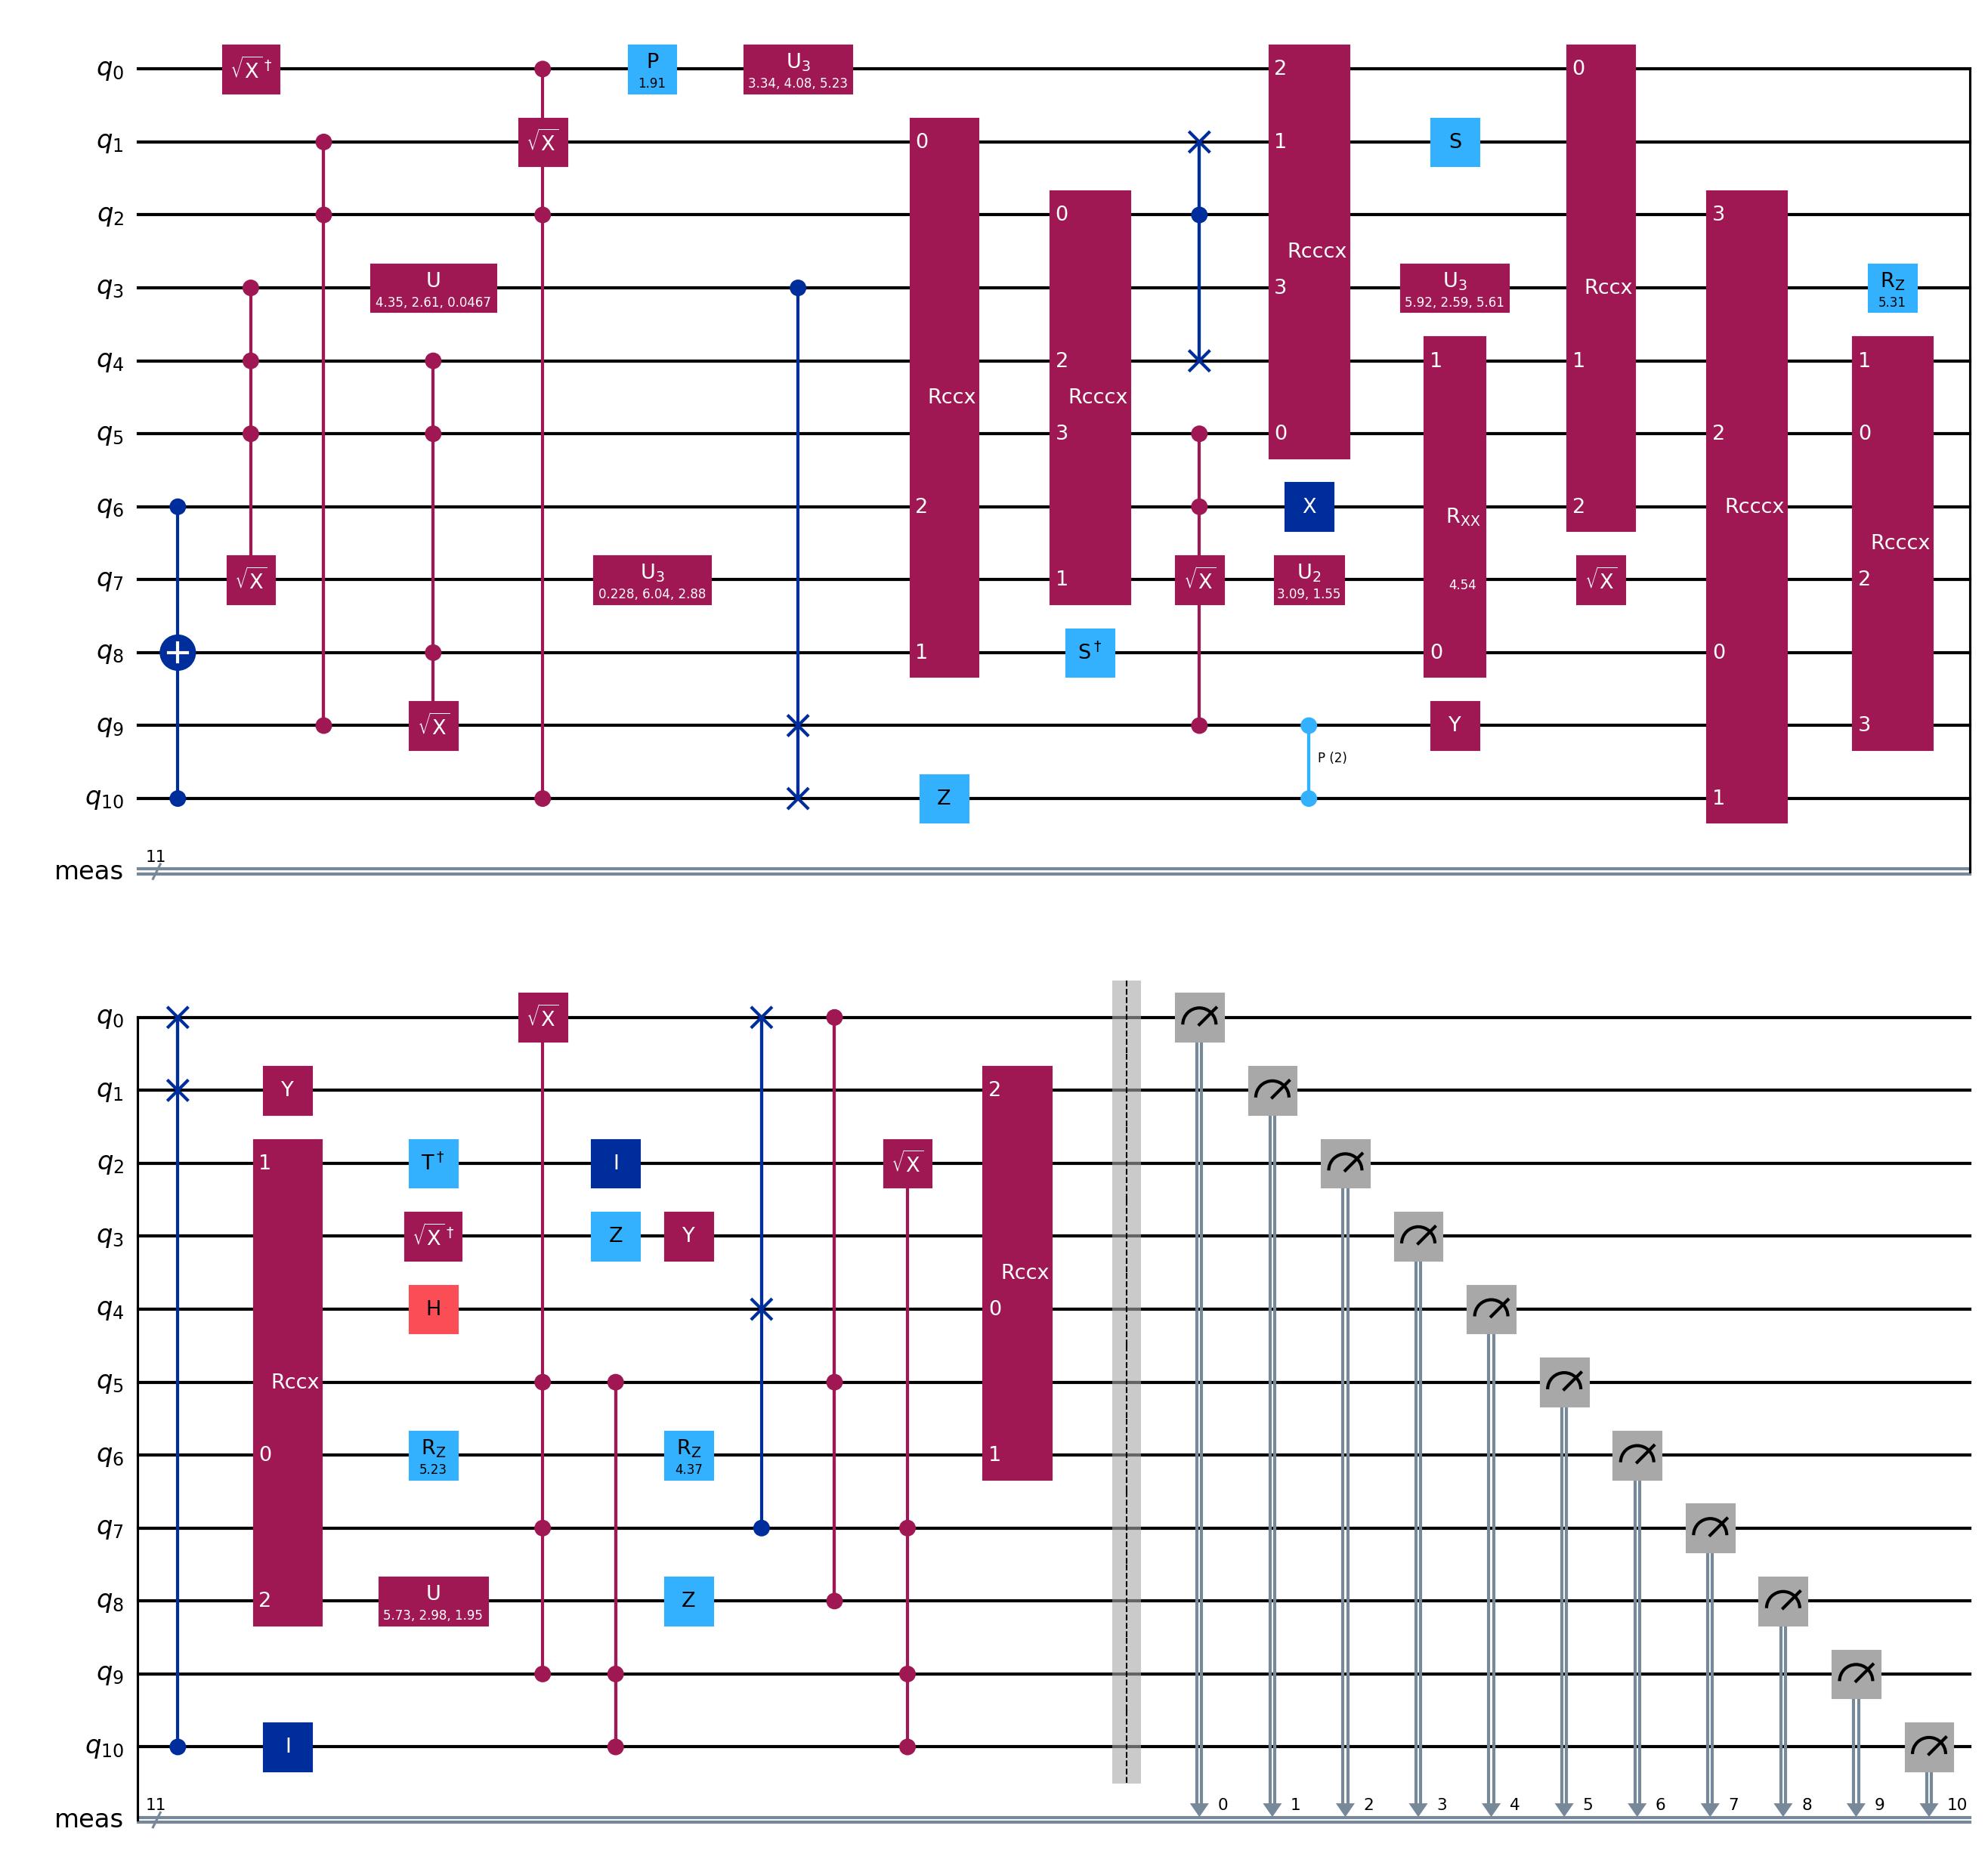 q0 √X† P 1.91 U3 3.34, 4.08, 5.23 2 0
q1 √X 0 1 S
q2 0 Rcccx 3
q3 U 4.35, 2.61, 0.0467 3 U3 5.92, 2.59, 5.61 Rccx RZ 5.31
q4 Rccx 2 Rcccx 1 1 1
q5 3 0 2 0
q6 2 X RXX 2 Rcccx Rcccx
q7 √X U3 0.228, 6.04, 2.88 1 √X U2 3.09, 1.55 4.54 √X 2
q8 1 S† 0 0
q9 √X P (2) Y 3
q10 Z 1
meas 11
q0 √X
q1 Y 2
q2 1 T† I √X
q3 √X† Z Y Rccx
q4 H 0
q5 Rccx
q6 0 RZ 5.23 RZ 4.37 1
q7
q8 2 U 5.73, 2.98, 1.95 Z
q9
q10 I
meas 11 0 1 2 3 4 5 6 7 8 9 10